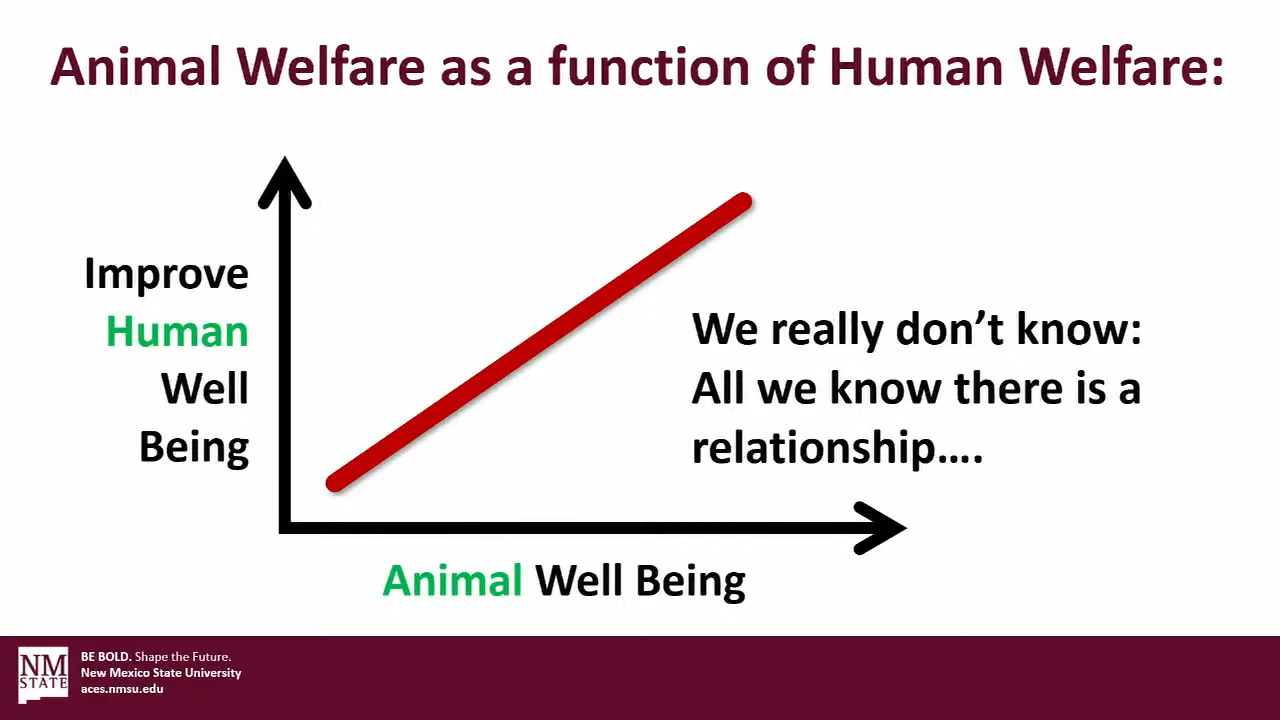 Animal Welfare as a function of Human Welfare:
Improve
Human
Well
Being
We really don’t know:
All we know there is a
relationship....
Animal Well Being
NM
STATE
BE BOLD. Shape the Future.
New Mexico State University
aces.nmsu.edu